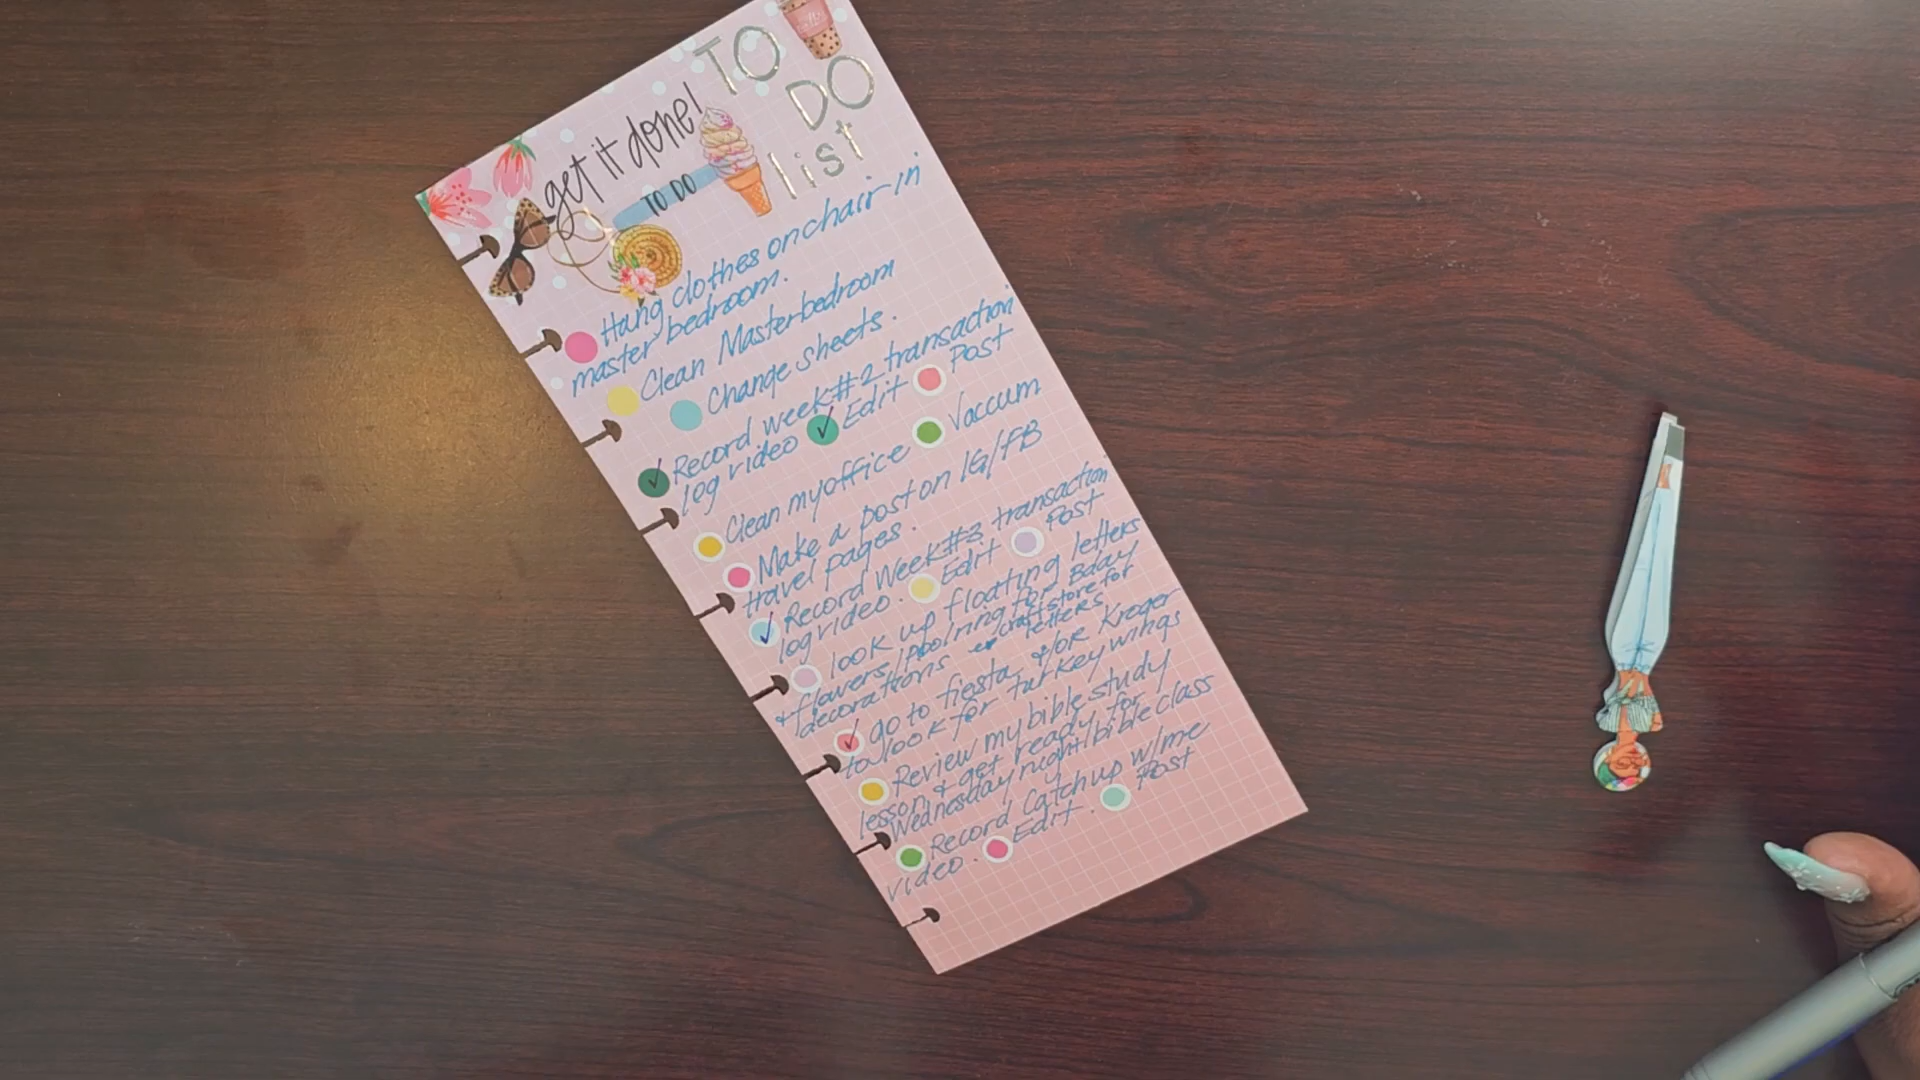 TO
DO
list
get it done!
TO DO
Hang clothes on chair in
master bedroom.
Clean Masterbedroom
Change sheets.
Record week#2 transaction
log video Edit Post
Clean my office Vaccum
Make a post on IG/FB
travel pages.
Record Week#3 transaction
log video. Edit Post
look up floating letters
& flowers/pool ring for Bday
decorations or craft store for
letters
go to fiesta &/or Kroger
to look for turkey wings
Review my bible study
lesson & get ready for
Wednesday night bible class
Record Catch up w/me
video. Edit. Post